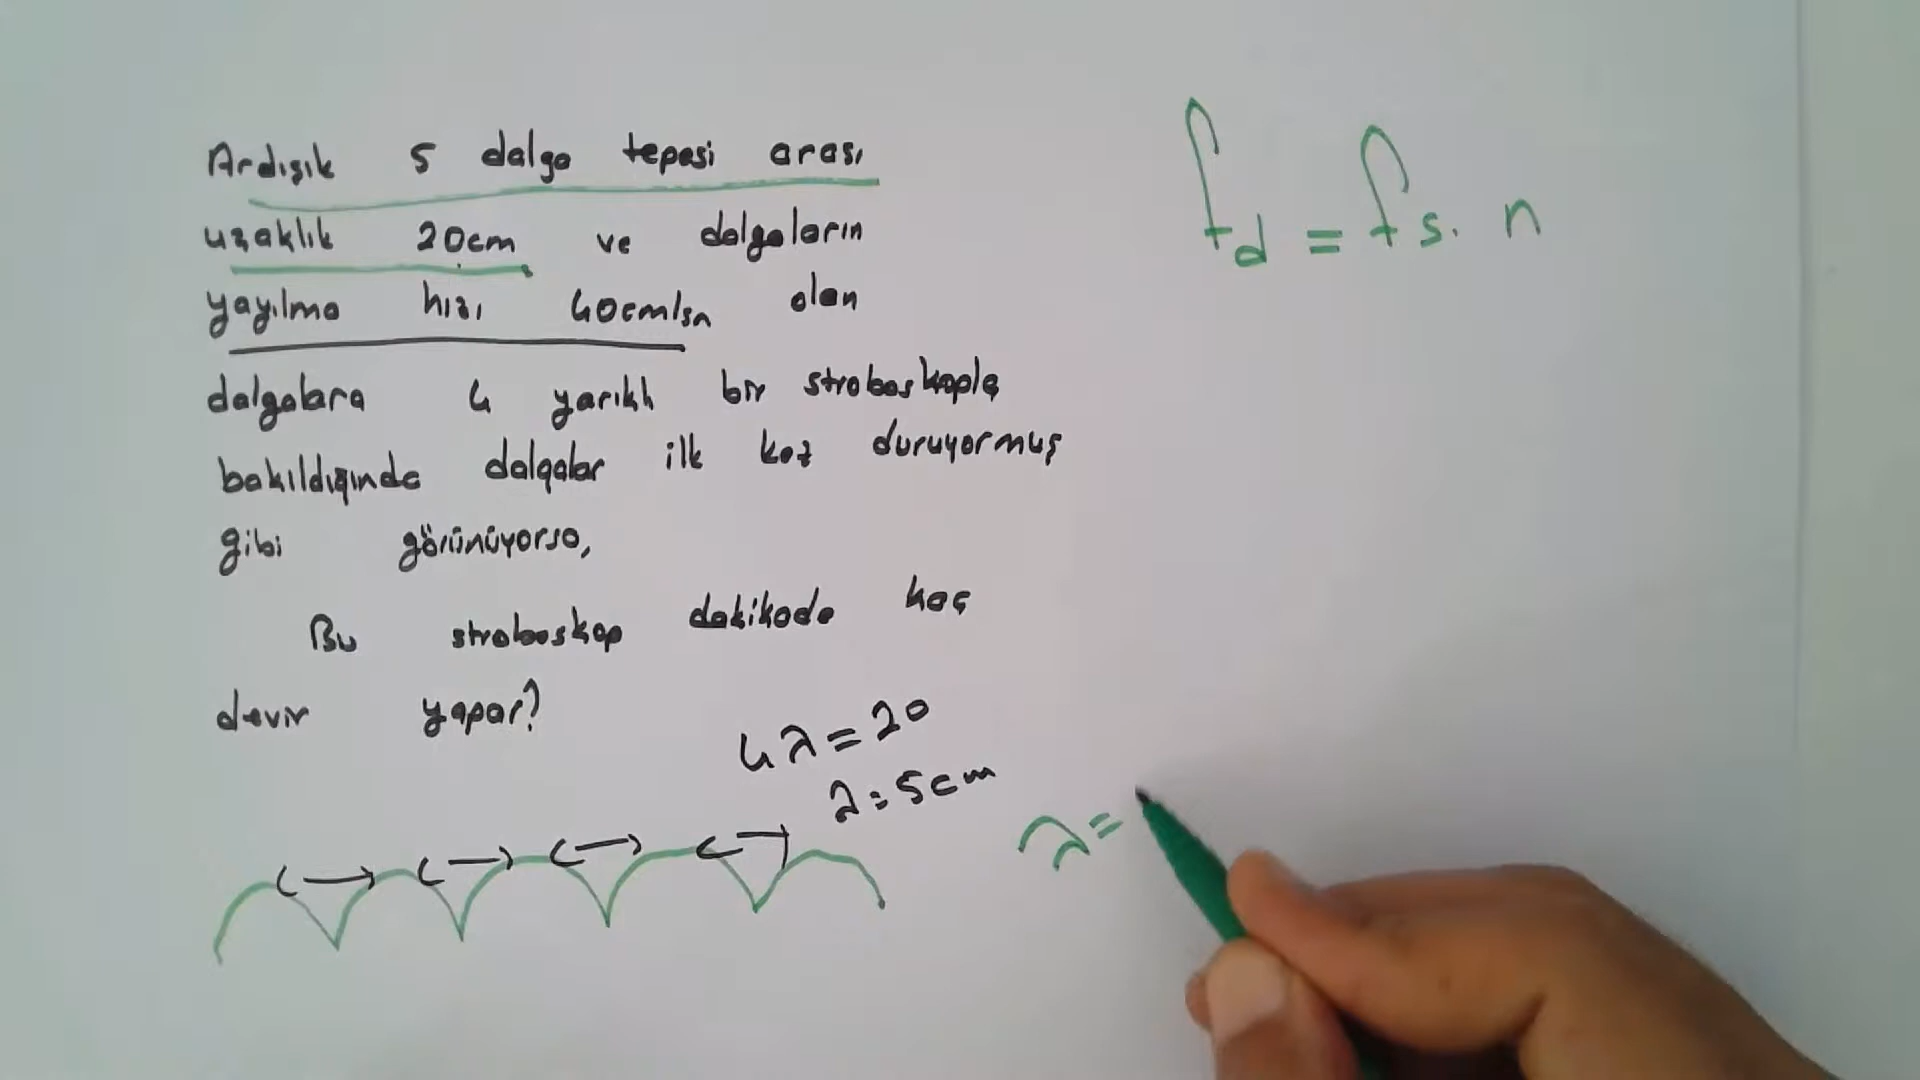 Ardışık 5 dalga tepesi arası
uzaklık 20cm ve dalgaların
yayılma hızı 40cm/sn olan
dalgalara 4 yarıklı bir stroboskopla
bakıldığında dalgalar ilk kez duruyormuş
gibi görünüyorsa,
Bu stroboskop dakikada kaç
devir yapar?
4λ=20
λ=5cm
λ=
fd = fs. n